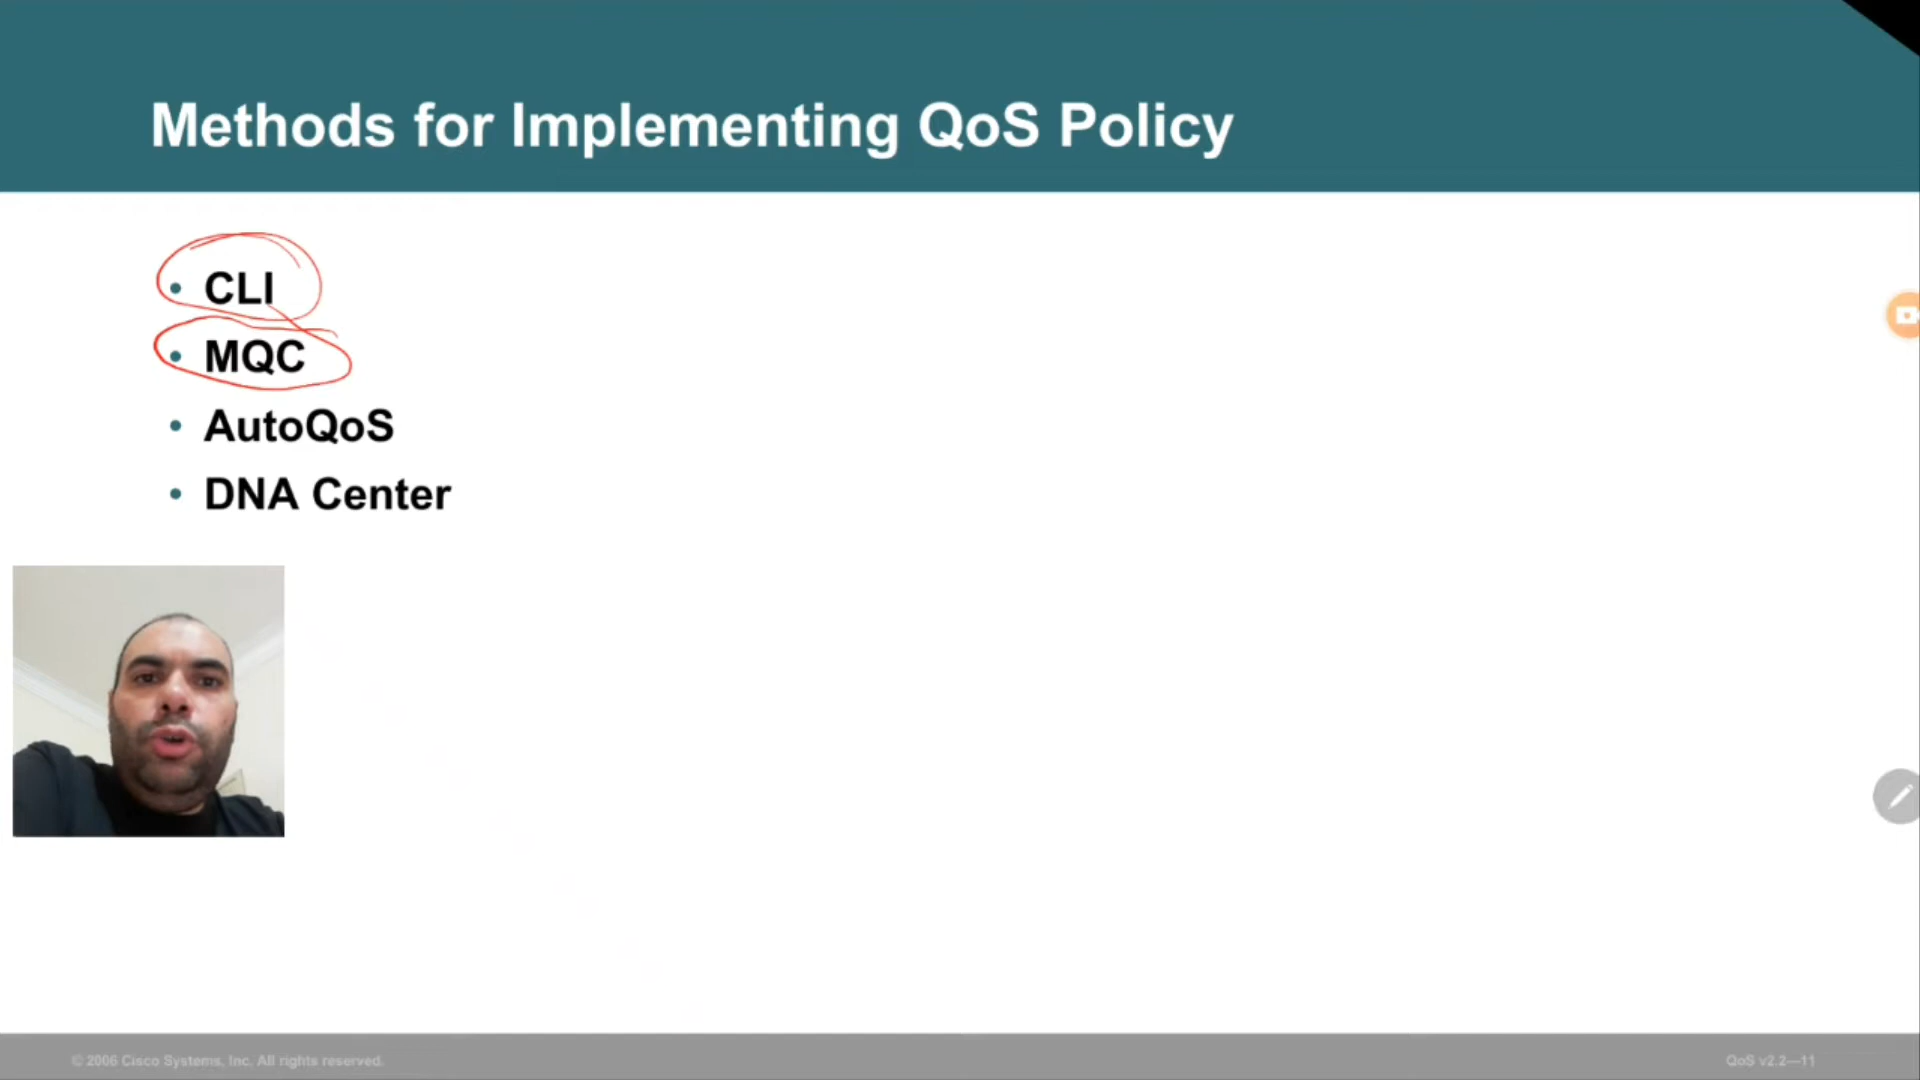 Methods for Implementing QoS Policy
• CLI
• MQC
• AutoQoS
• DNA Center
© 2006 Cisco Systems, Inc. All rights reserved.
QoS v2.2—11